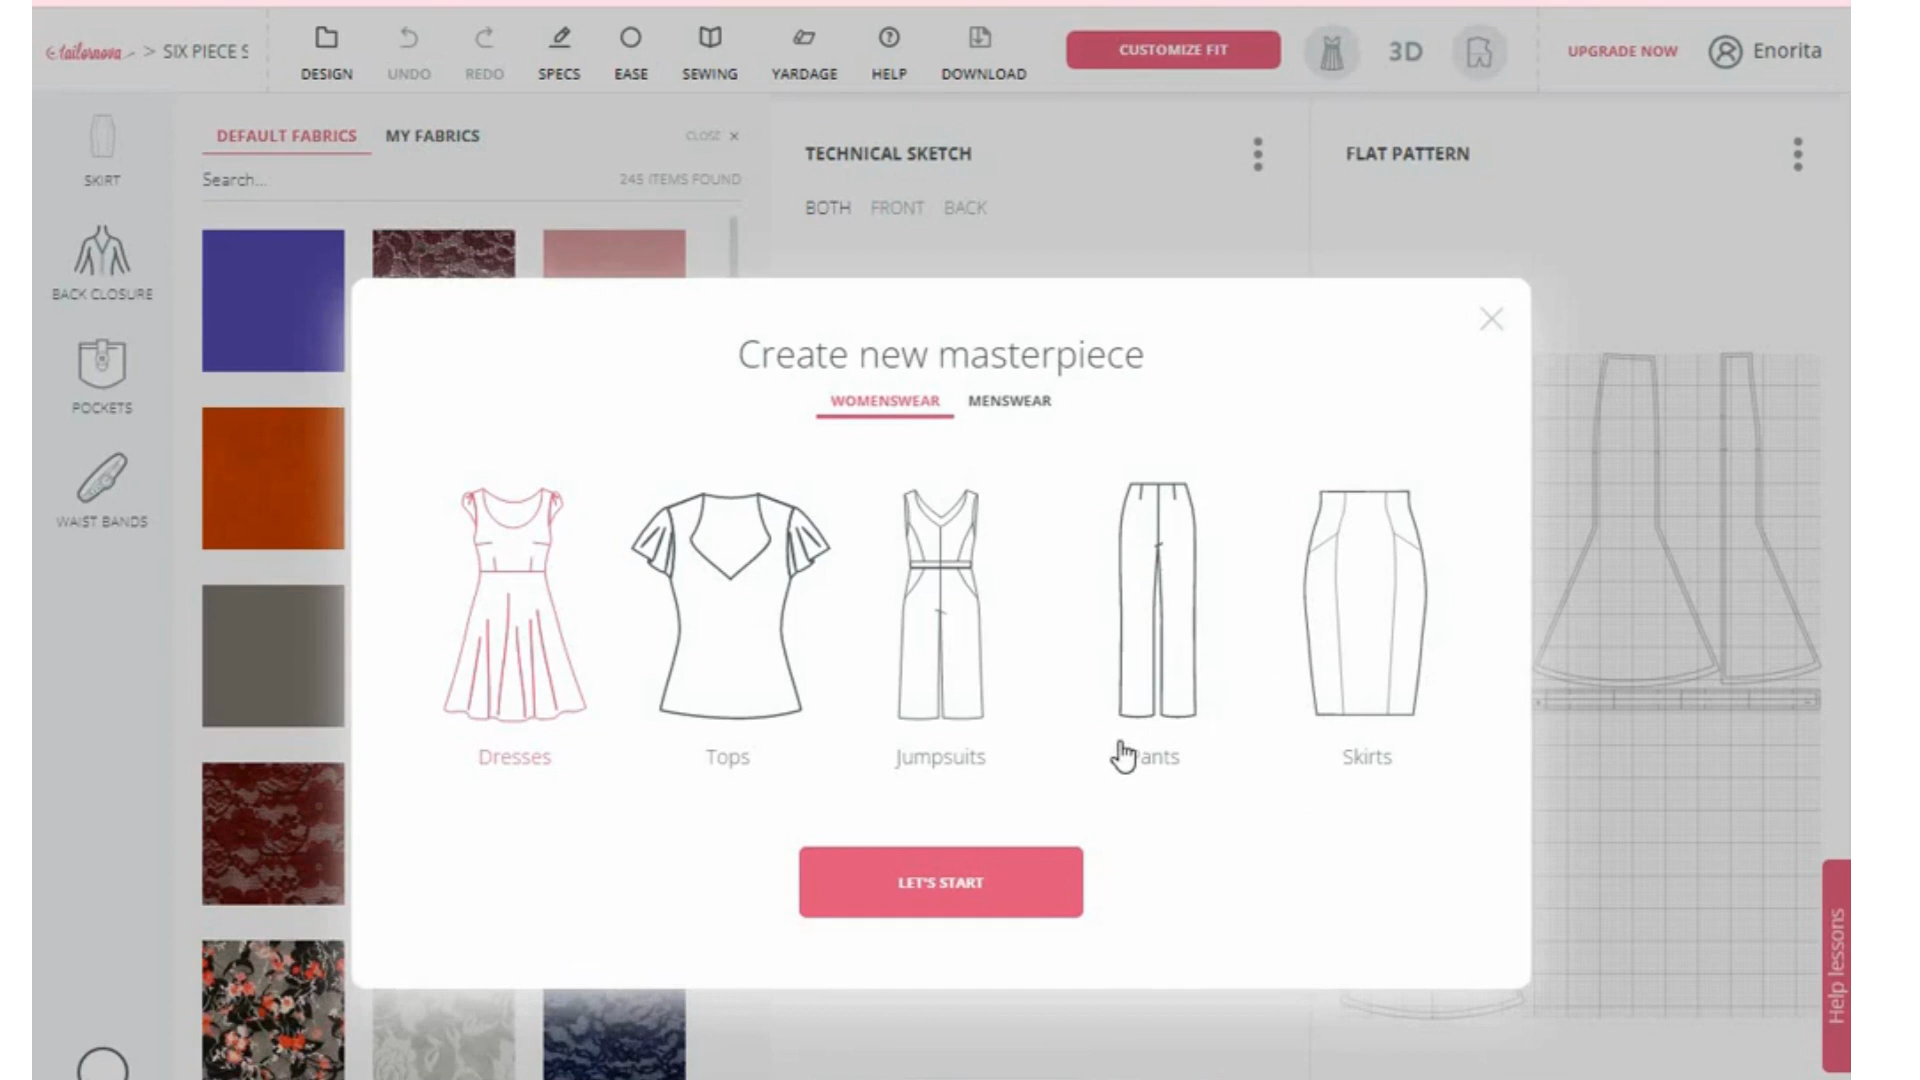 etailornova > SIX PIECE S
DESIGN
UNDO
REDO
SPECS
EASE
SEWING
YARDAGE
HELP
DOWNLOAD
CUSTOMIZE FIT
3D
UPGRADE NOW
Enorita
SKIRT
BACK CLOSURE
POCKETS
WAIST BANDS
DEFAULT FABRICS
MY FABRICS
CLOSE ×
Search...
245 ITEMS FOUND
TECHNICAL SKETCH
BOTH FRONT BACK
FLAT PATTERN
Create new masterpiece
WOMENSWEAR MENSWEAR
Dresses
Tops
Jumpsuits
ants
Skirts
LET'S START
Help lessons